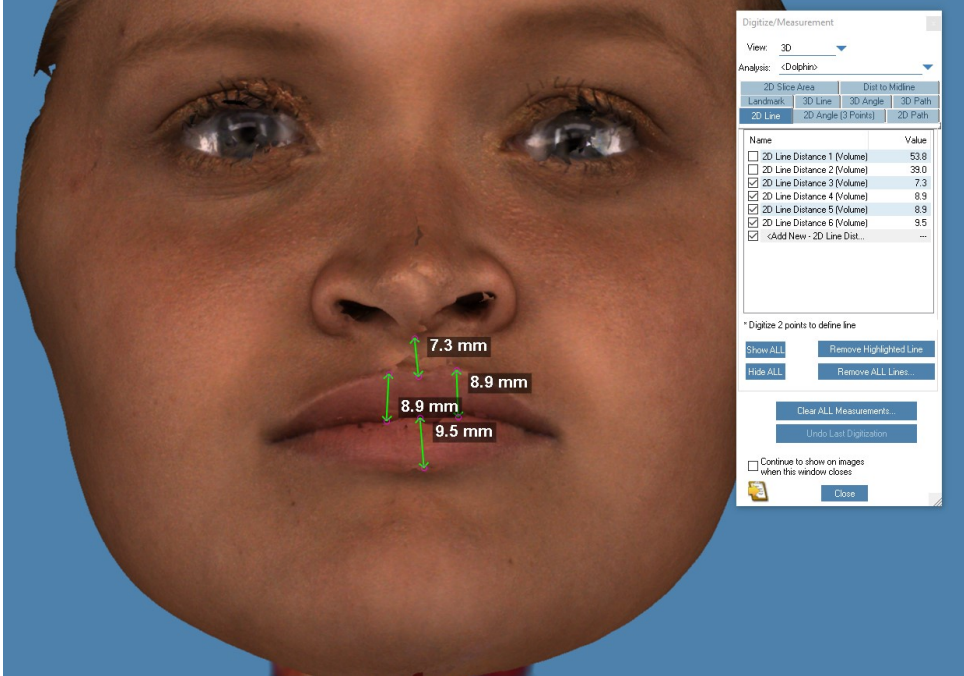 Digitize/Measurement
View: 3D
Analysis: <Dolphin>
2D Slice Area Dist to Midline
Landmark 3D Line 3D Angle 3D Path
2D Line 2D Angle (3 Points) 2D Path
Name Value
2D Line Distance 1 (Volume) 53.8
2D Line Distance 2 (Volume) 39.0
2D Line Distance 3 (Volume) 7.3
2D Line Distance 4 (Volume) 8.9
2D Line Distance 5 (Volume) 8.9
2D Line Distance 6 (Volume) 9.5
<Add New - 2D Line Dist... ---
* Digitize 2 points to define line
Show ALL Remove Highlighted Line
Hide ALL Remove ALL Lines...
Clear ALL Measurements...
Undo Last Digitization
Continue to show on images
when this window closes
Close
7.3 mm
8.9 mm
8.9 mm
9.5 mm